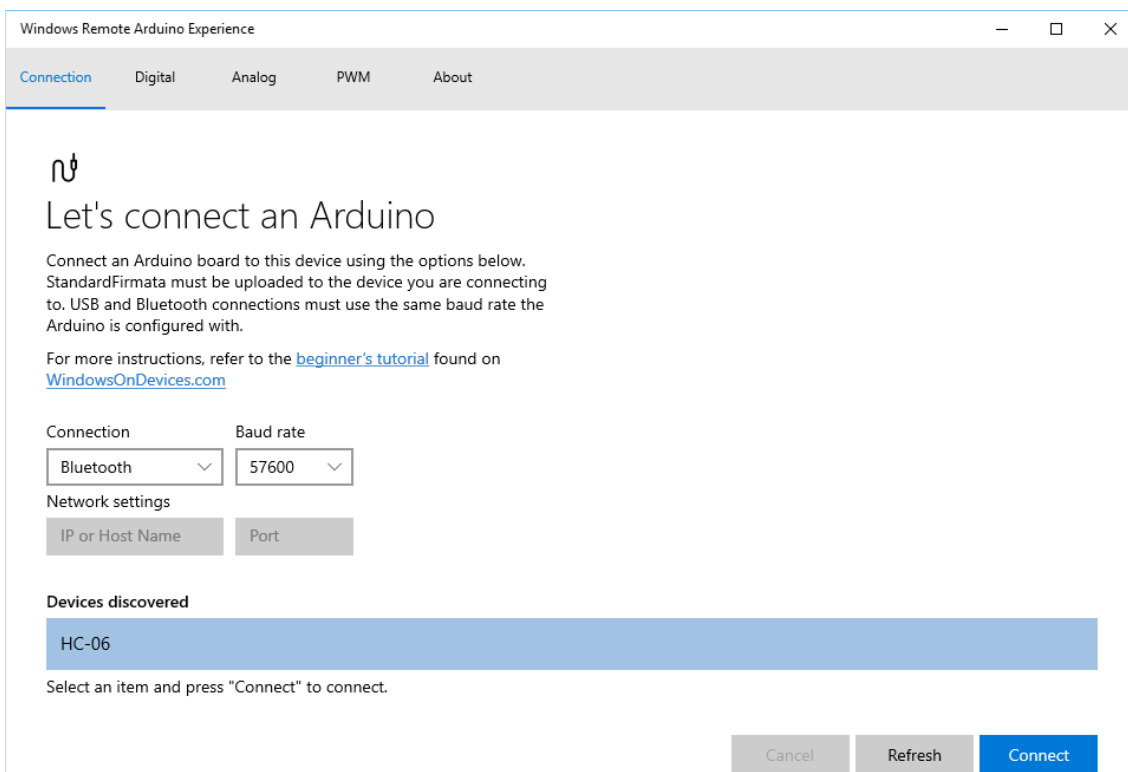 Windows Remote Arduino Experience
Connection Digital Analog PWM About
Let's connect an Arduino
Connect an Arduino board to this device using the options below.
StandardFirmata must be uploaded to the device you are connecting
to. USB and Bluetooth connections must use the same baud rate the
Arduino is configured with.
For more instructions, refer to the beginner's tutorial found on
WindowsOnDevices.com
Connection Baud rate
Bluetooth 57600
Network settings
IP or Host Name Port
Devices discovered
HC-06
Select an item and press "Connect" to connect.
Cancel Refresh Connect